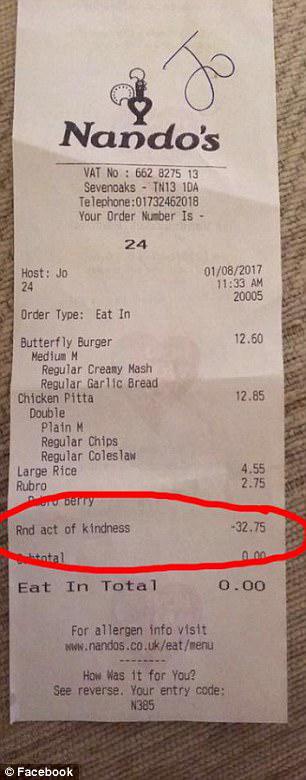 Jo
Nando's
VAT No : 662 8275 13
Sevenoaks - TN13 1DA
Telephone:01732462018
Your Order Number Is -
24
Host: Jo 01/08/2017
24 11:33 AM
20005
Order Type: Eat In
Butterfly Burger 12.60
Medium M
Regular Creamy Mash
Regular Garlic Bread
Chicken Pitta 12.85
Double
Plain M
Regular Chips
Regular Coleslaw
Large Rice 4.55
Rubro 2.75
Rubro Berry
Rnd act of kindness -32.75
Subtotal 0.00
Eat In Total 0.00
For allergen info visit
www.nandos.co.uk/eat/menu
--------
How Was it for You?
See reverse. Your entry code:
N385
© Facebook